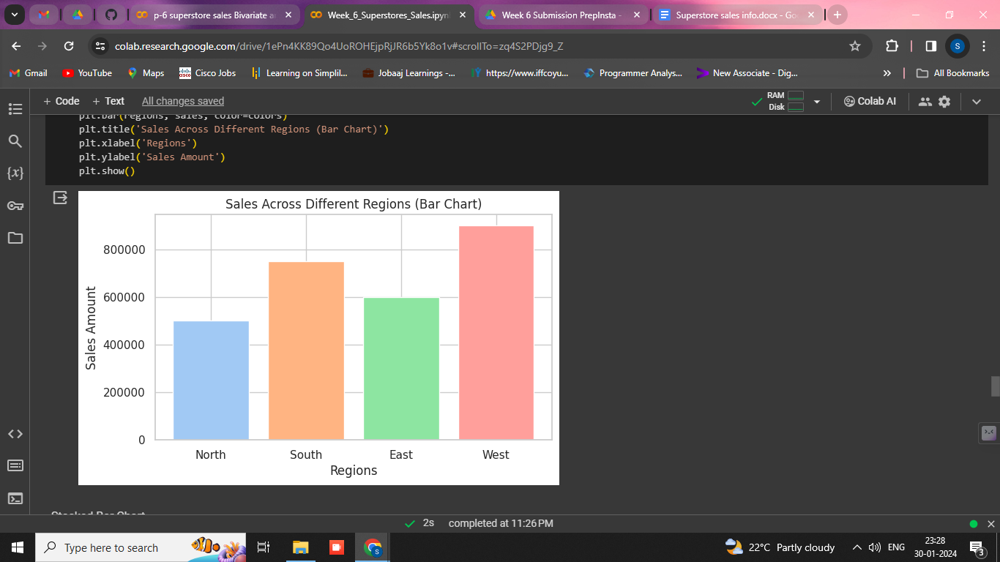 p-6 superstore sales Bivariate a
Week_6_Superstores_Sales.ipyn
Week 6 Submission PrepInsta -
Superstore sales info.docx - Go
colab.research.google.com/drive/1ePn4KK89Qo4UoROHEjpRjJR6b5Yk8o1v#scrollTo=zq4S2PDjg9_Z
S
Gmail
YouTube
Maps
Cisco Jobs
Learning on Simplil...
Jobaaj Learnings -...
https://www.iffcoyu...
Programmer Analys...
New Associate - Dig...
»
All Bookmarks
+ Code
+ Text
All changes saved
RAM
Disk
Colab AI
{x}
plt.bar(regions, sales, color=colors)
plt.title('Sales Across Different Regions (Bar Chart)')
plt.xlabel('Regions')
plt.ylabel('Sales Amount')
plt.show()
Sales Across Different Regions (Bar Chart)
Sales Amount
800000
600000
400000
200000
0
North
South
East
West
Regions
Stacked Bar Chart
2s
completed at 11:26 PM
Type here to search
22°C
Partly cloudy
ENG
23:28
30-01-2024
3